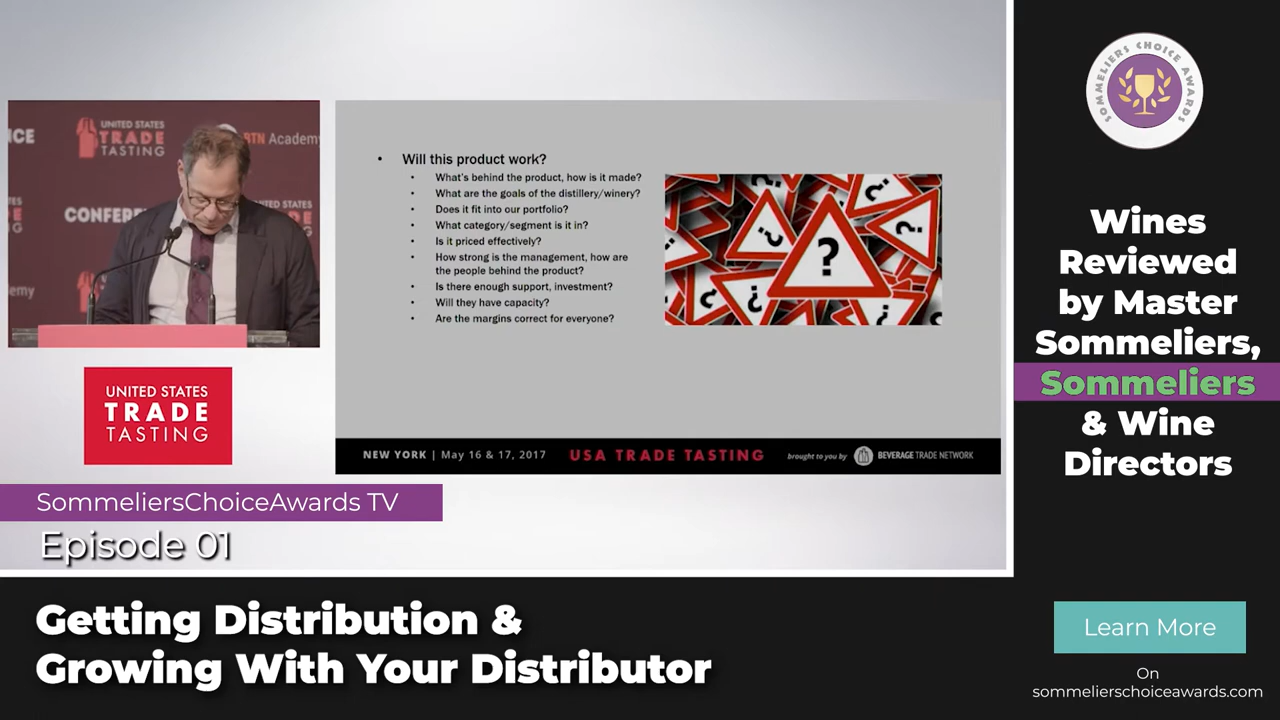 NCE
UNITED STATES
TRADE
TASTING
BTN Academy
CONFER
UNITED STATES
• Will this product work?
• What's behind the product, how is it made?
• What are the goals of the distillery/winery?
• Does it fit into our portfolio?
• What category/segment is it in?
• Is it priced effectively?
• How strong is the management, how are
the people behind the product?
• Is there enough support, investment?
• Will they have capacity?
• Are the margins correct for everyone?
?
NEW YORK | May 16 & 17, 2017 USA TRADE TASTING brought to you by BEVERAGE TRADE NETWORK
UNITED STATES
TRADE
TASTING
SommeliersChoiceAwards TV
Episode 01
Getting Distribution &
Growing With Your Distributor
SOMMELIERS CHOICE AWARDS
Wines
Reviewed
by Master
Sommeliers,
Sommeliers
& Wine
Directors
Learn More
On
sommelierschoiceawards.com